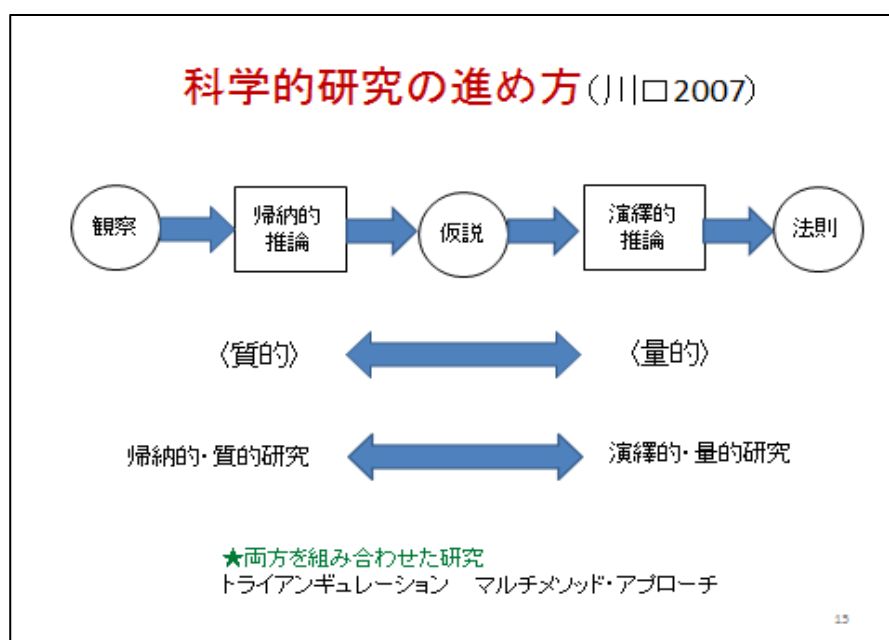 科学的研究の進め方(川口2007)
観察
帰納的
推論
仮説
演繹的
推論
法則
〈質的〉
〈量的〉
帰納的・質的研究
演繹的・量的研究
★両方を組み合わせた研究
トライアンギュレーション　マルチメソッド・アプローチ
15